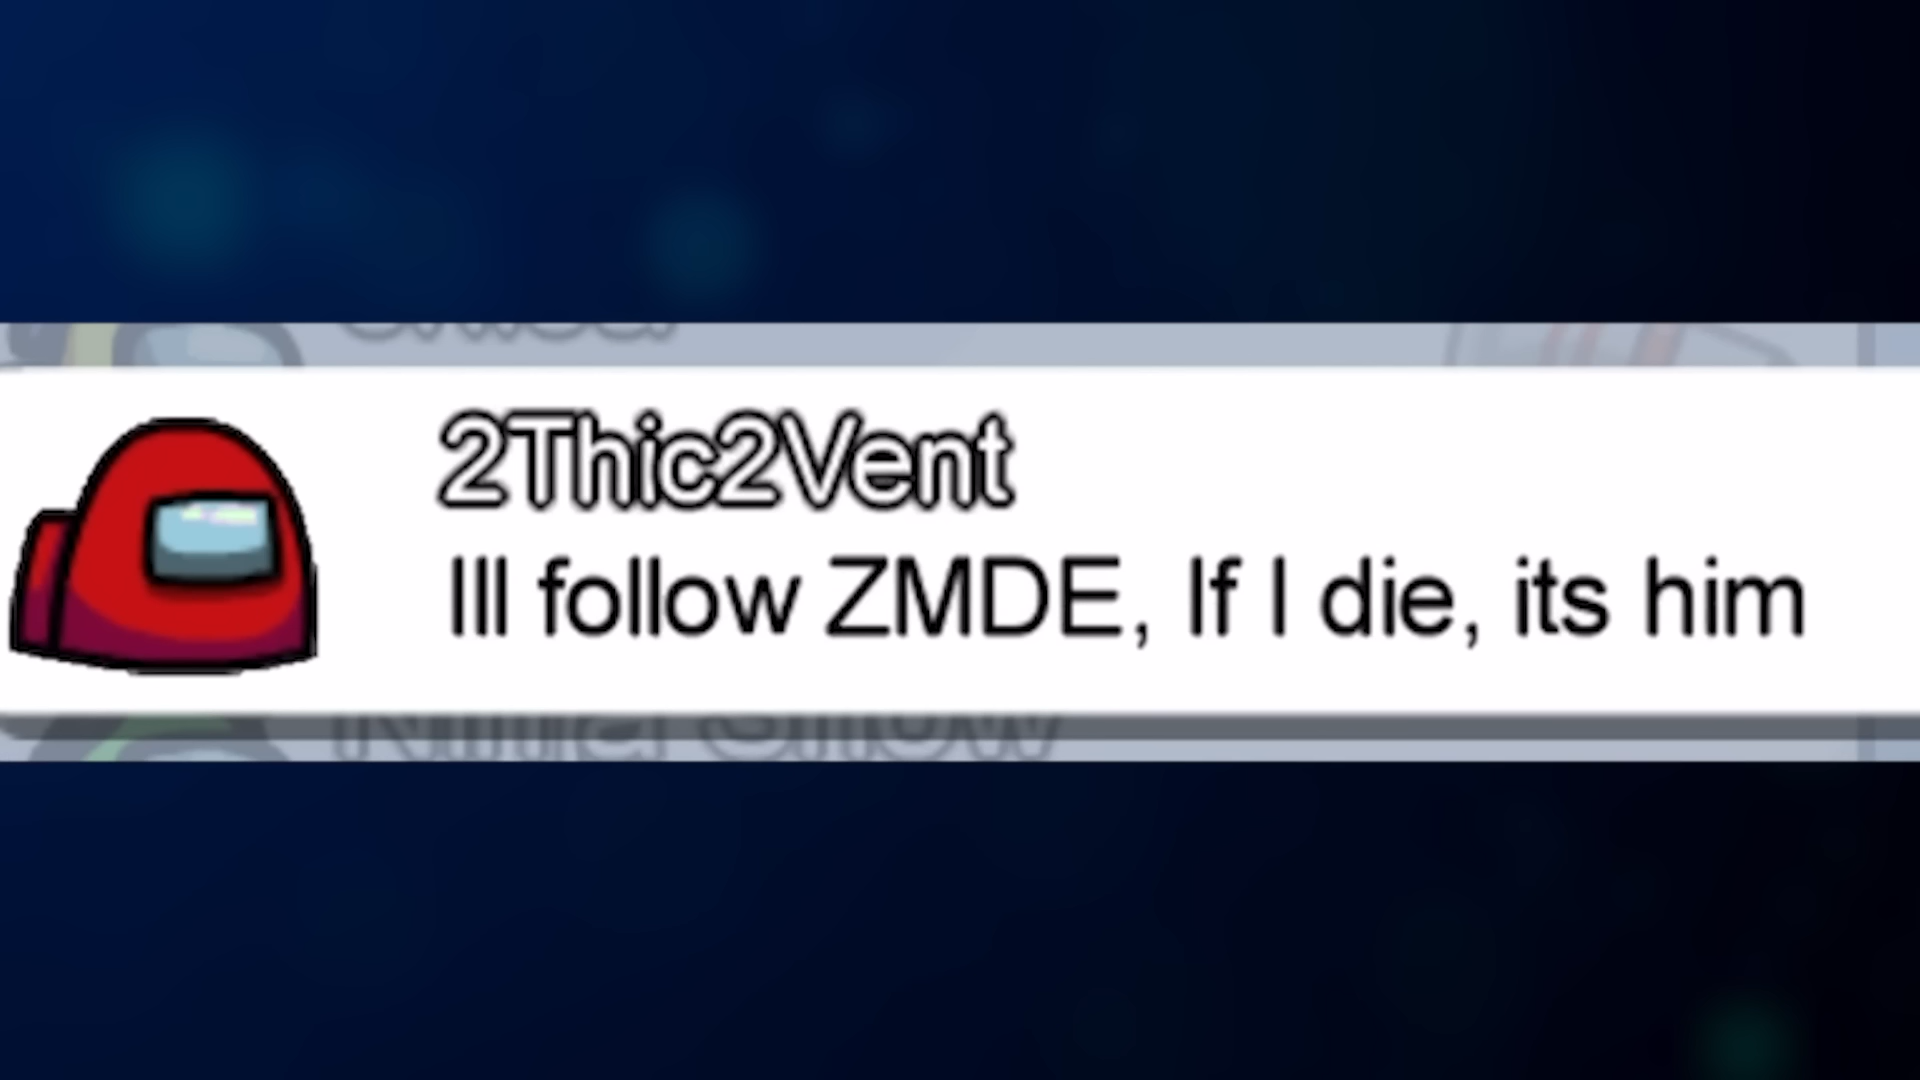 2Thic2Vent
Ill follow ZMDE, If I die, its him